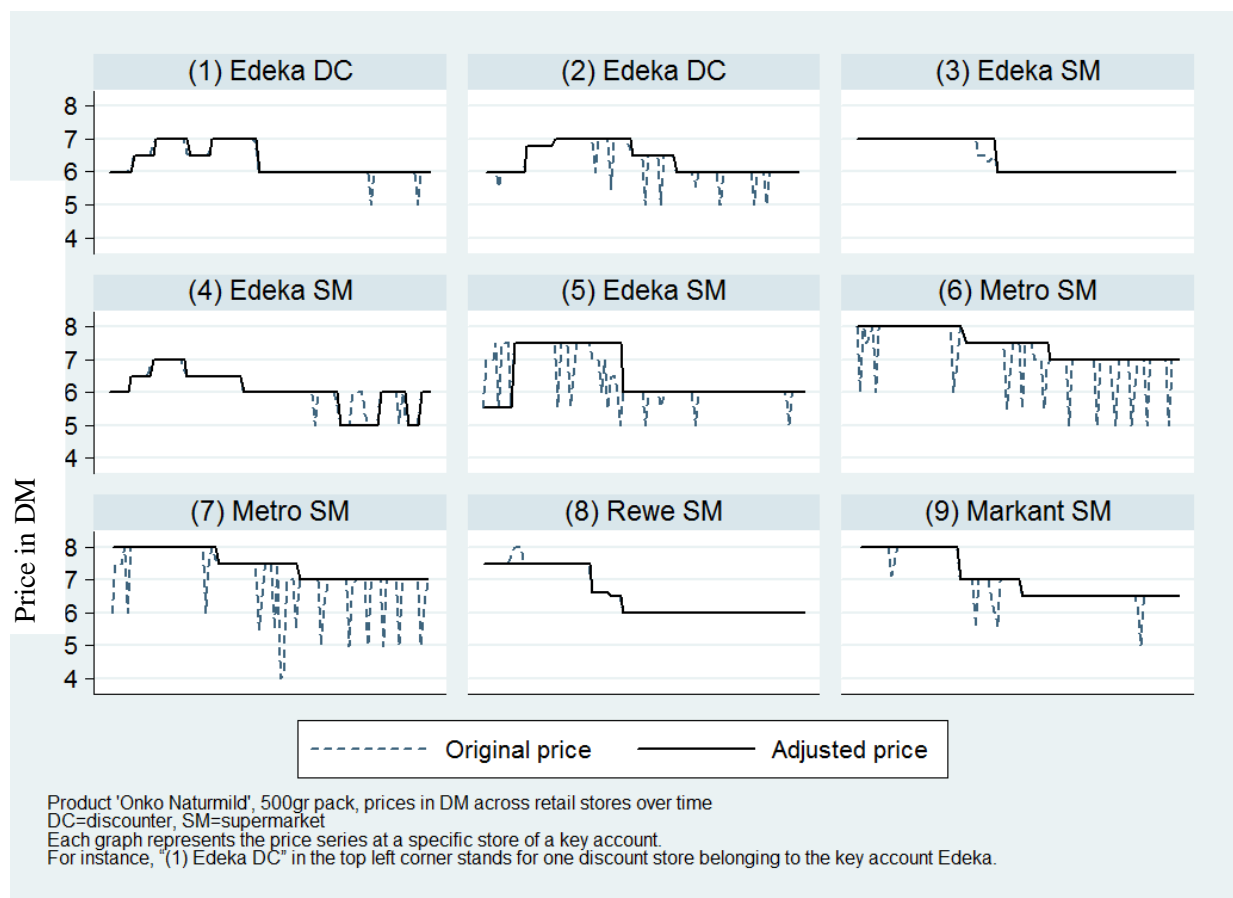 (1) Edeka DC
(2) Edeka DC
(3) Edeka SM
8
7
6
5
4
(4) Edeka SM
(5) Edeka SM
(6) Metro SM
8
7
6
5
4
(7) Metro SM
(8) Rewe SM
(9) Markant SM
8
7
6
5
4
Price in DM
Original price
Adjusted price
Product 'Onko Naturmild', 500gr pack, prices in DM across retail stores over time
DC=discounter, SM=supermarket
Each graph represents the price series at a specific store of a key account.
For instance, “(1) Edeka DC” in the top left corner stands for one discount store belonging to the key account Edeka.